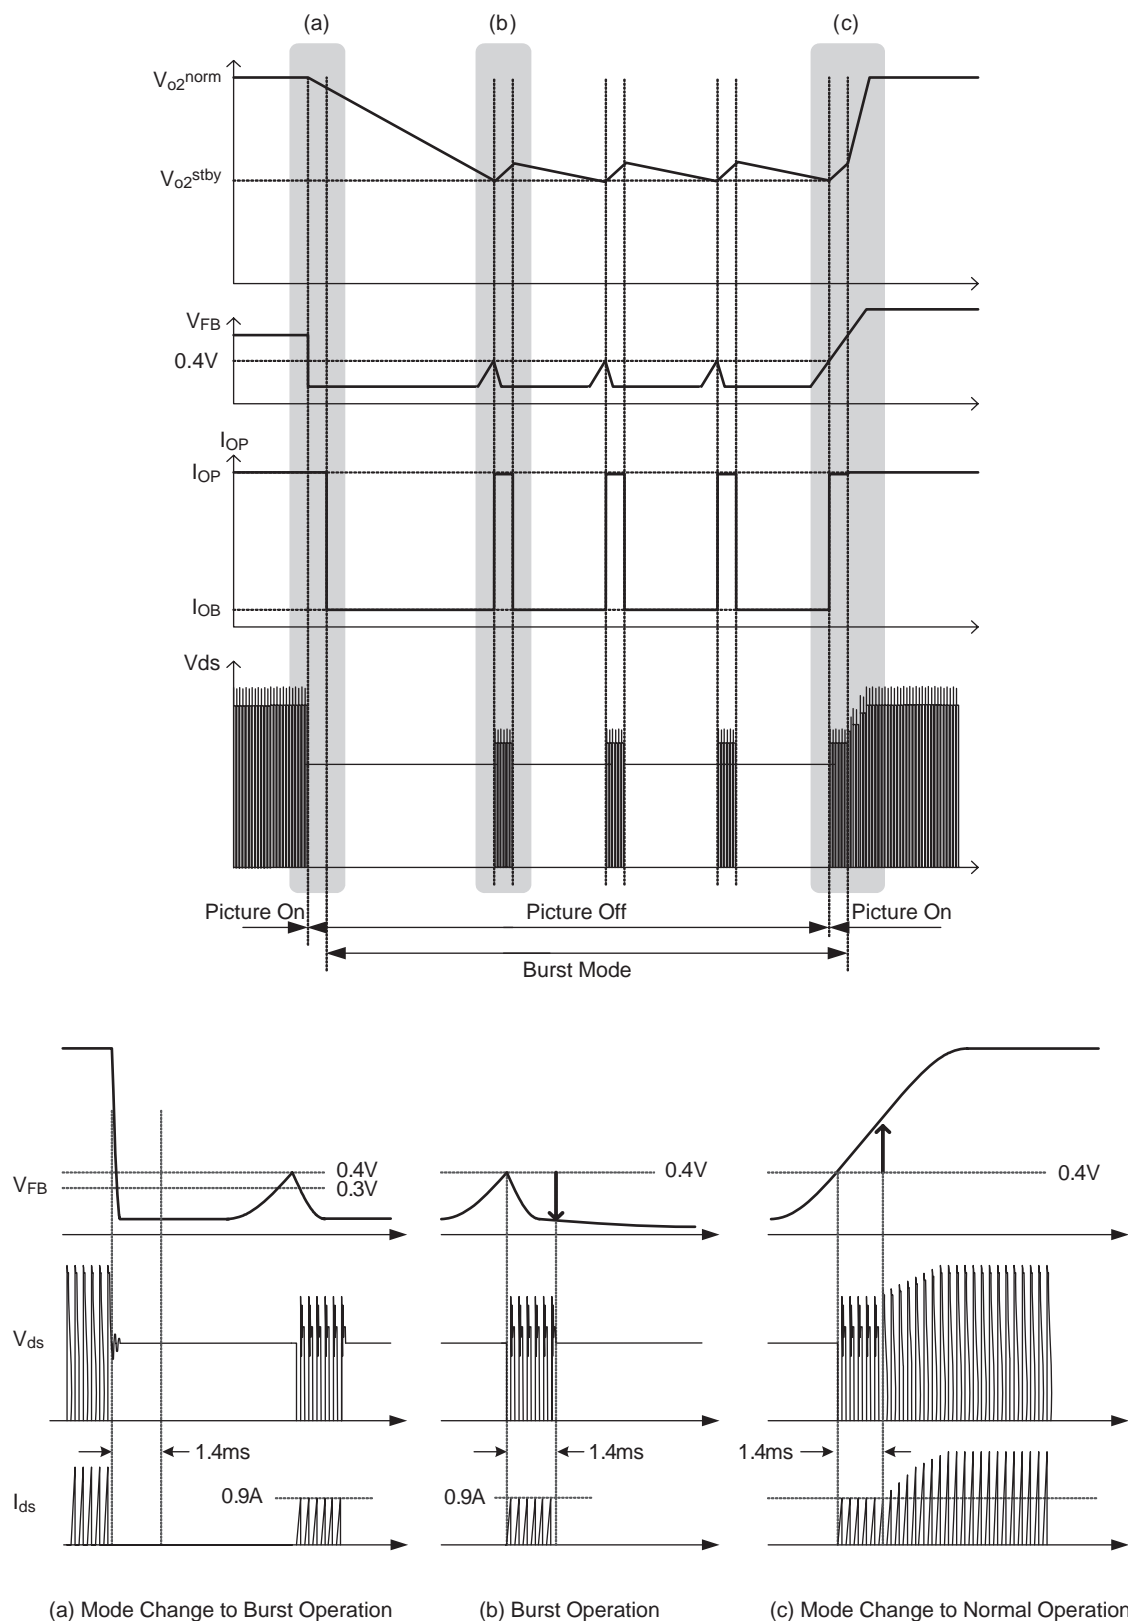 (a) (b) (c)
Vo2norm
Vo2stby
VFB
0.4V
IOP
IOP
IOB
Vds
Picture On Picture Off Picture On
Burst Mode
0.4V 0.4V
VFB 0.3V 0.4V
Vds
1.4ms 1.4ms 1.4ms
0.9A 0.9A
Ids
(a) Mode Change to Burst Operation (b) Burst Operation (c) Mode Change to Normal Operation